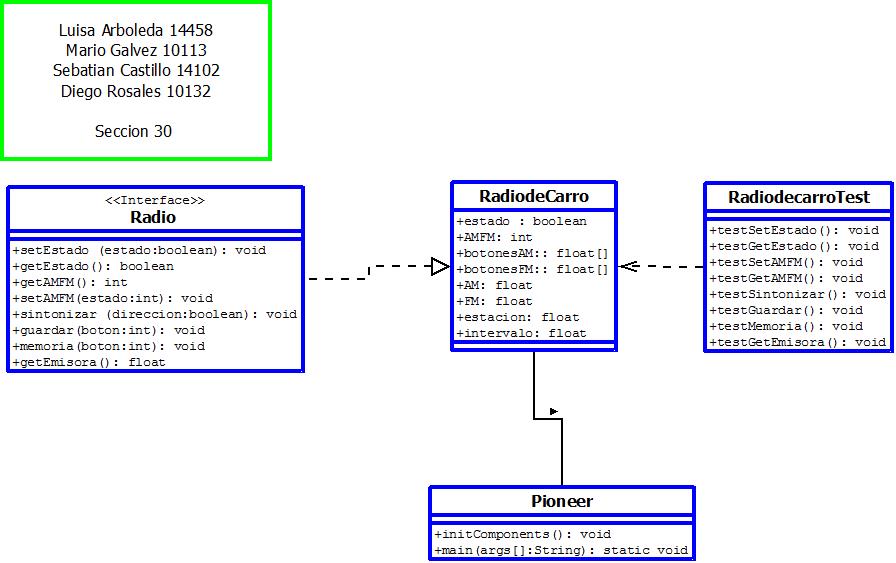 Luisa Arboleda 14458
Mario Galvez 10113
Sebatian Castillo 14102
Diego Rosales 10132
Seccion 30
<<Interface>>
Radio
+setEstado (estado:boolean): void
+getEstado(): boolean
+getAMFM(): int
+setAMFM(estado:int): void
+sintonizar (direccion:boolean): void
+guardar(boton:int): void
+memoria(boton:int): void
+getEmisora(): float
RadiodeCarro
+estado : boolean
+AMFM: int
+botonesAM:: float[]
+botonesFM:: float[]
+AM: float
+FM: float
+estacion: float
+intervalo: float
RadiodecarroTest
+testSetEstado(): void
+testGetEstado(): void
+testSetAMFM(): void
+testGetAMFM(): void
+testSintonizar(): void
+testGuardar(): void
+testMemoria(): void
+testGetEmisora(): void
Pioneer
+initComponents(): void
+main(args[]:String): static void